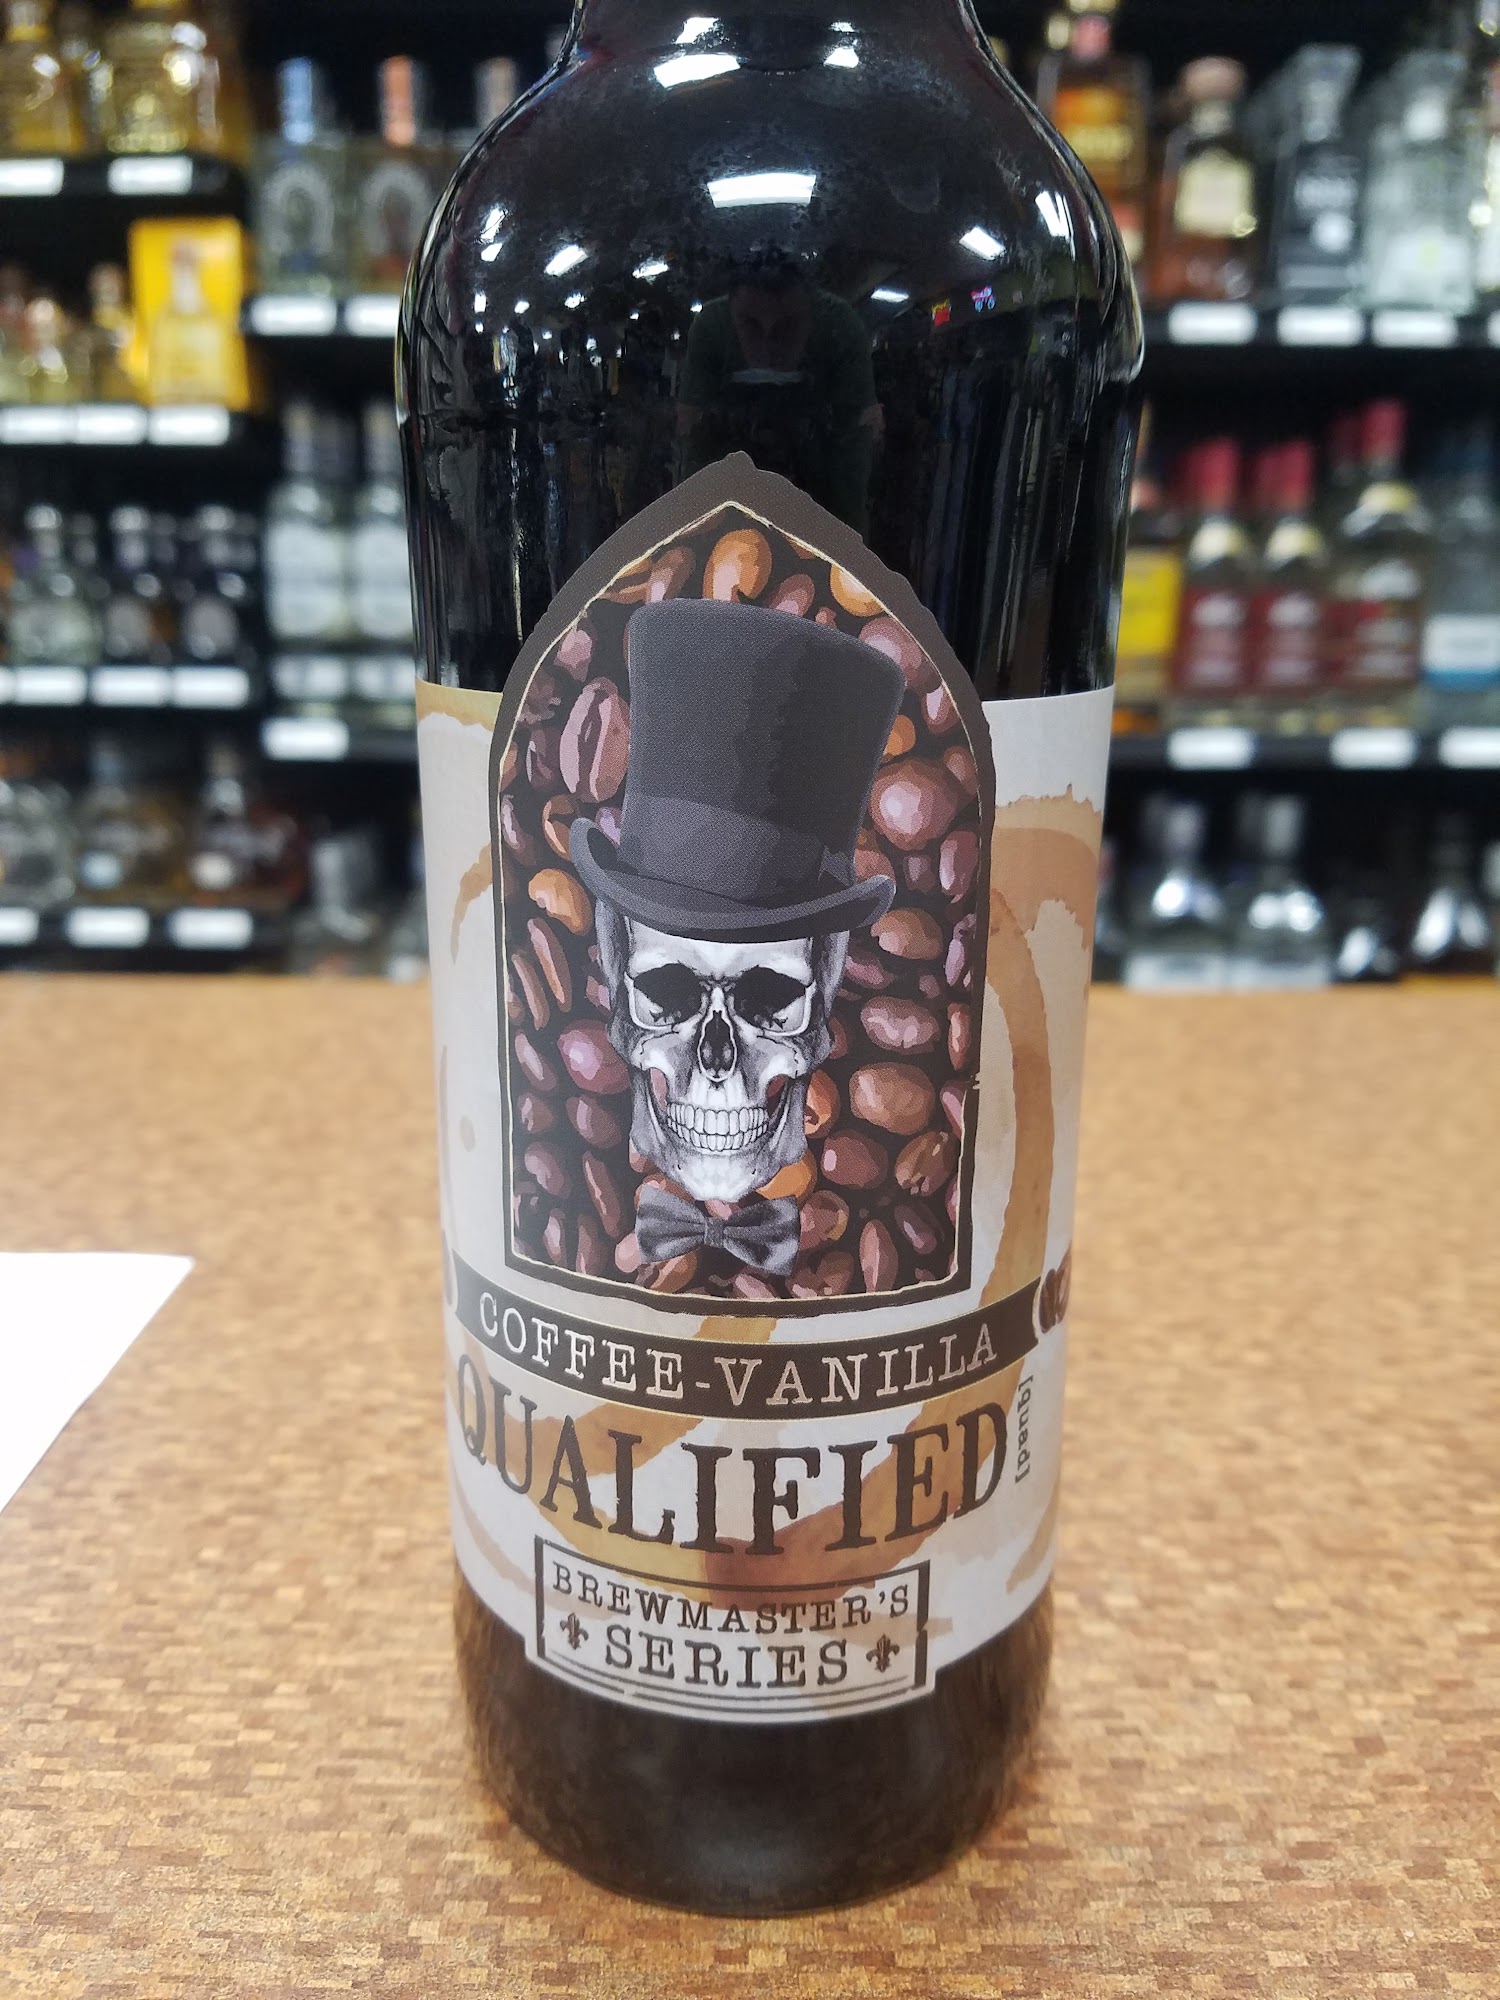 COFFEE-VANILLA
QUALIFIED
[quad]
BREWMASTER'S
SERIES